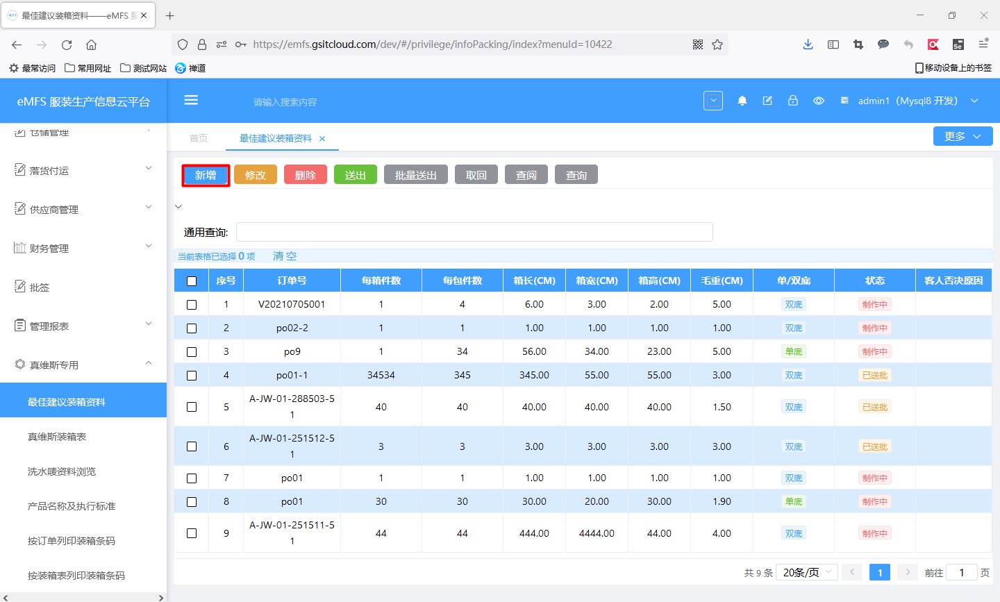 最佳建议装箱资料——eMFS 服
https://emfs.gsitcloud.com/dev/#/privilege/infoPacking/index?menuId=10422
最常访问 常用网址 测试网站 禅道 移动设备上的书签
eMFS 服装生产信息云平台 请输入搜索内容 admin1（Mysql8 开发）
仓储管理
落货付运
供应商管理
财务管理
批签
管理报表
真维斯专用
最佳建议装箱资料
真维斯装箱表
洗水唛资料浏览
产品名称及执行标准
按订单列印装箱条码
按装箱表列印装箱条码
首页 最佳建议装箱资料 更多
新增 修改 删除 送出 批量送出 取回 查阅 查询
通用查询:
当前表格已选择 0 项 清 空
序号 订单号 每箱件数 每包件数 箱长(CM) 箱宽(CM) 箱高(CM) 毛重(CM) 单/双底 状态 客人否决原因
1 V20210705001 1 4 6.00 3.00 2.00 5.00 双底 制作中
2 po02-2 1 1 1.00 1.00 1.00 1.00 双底 制作中
3 po9 1 34 56.00 34.00 23.00 5.00 单底 制作中
4 po01-1 34534 345 345.00 55.00 55.00 3.00 双底 已送批
5 A-JW-01-288503-51 40 40 40.00 40.00 40.00 1.50 双底 已送批
6 A-JW-01-251512-51 3 3 3.00 3.00 3.00 3.00 双底 已送批
7 po01 1 1 1.00 1.00 1.00 1.00 双底 制作中
8 po01 30 30 30.00 20.00 30.00 1.90 单底 制作中
9 A-JW-01-251511-51 44 44 444.00 4444.00 44.00 4.00 双底 制作中
共 9 条 20条/页 1 前往 1 页